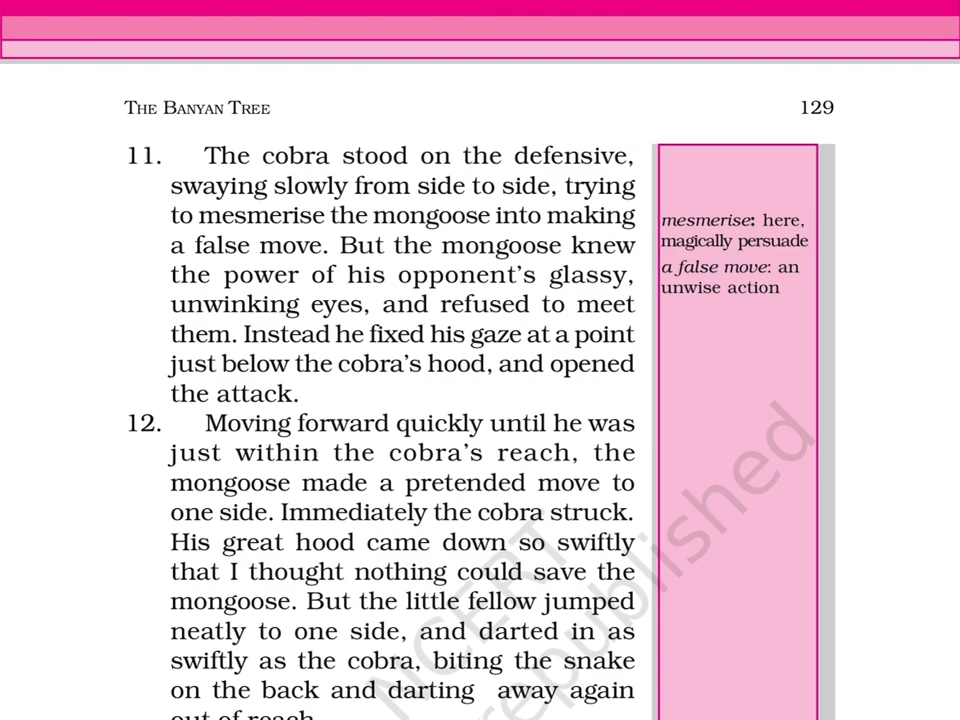 THE BANYAN TREE 129
11. The cobra stood on the defensive,
swaying slowly from side to side, trying
to mesmerise the mongoose into making
a false move. But the mongoose knew
the power of his opponent's glassy,
unwinking eyes, and refused to meet
them. Instead he fixed his gaze at a point
just below the cobra's hood, and opened
the attack.
12. Moving forward quickly until he was
just within the cobra's reach, the
mongoose made a pretended move to
one side. Immediately the cobra struck.
His great hood came down so swiftly
that I thought nothing could save the
mongoose. But the little fellow jumped
neatly to one side, and darted in as
swiftly as the cobra, biting the snake
on the back and darting away again
out of reach.
mesmerise: here,
magically persuade
a false move: an
unwise action
NCERT
republished